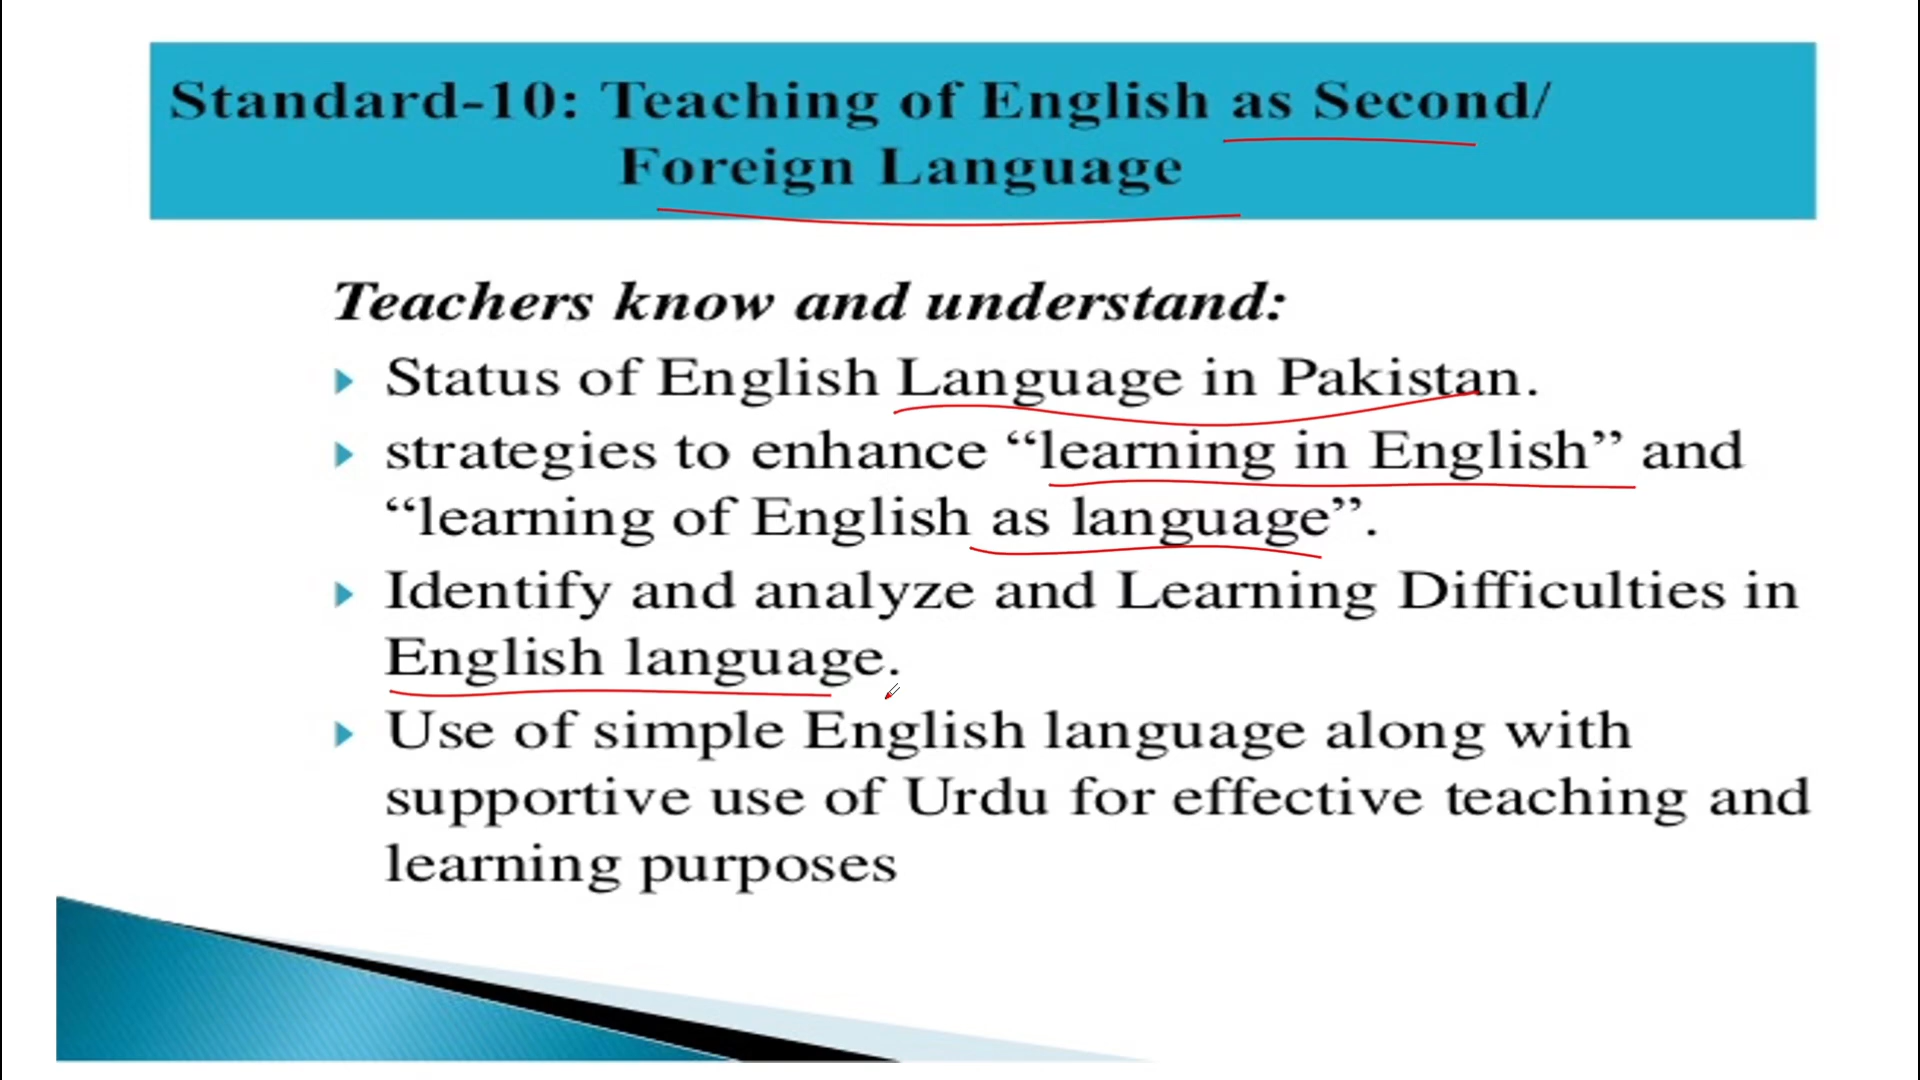 Standard-10: Teaching of English as Second/
Foreign Language
Teachers know and understand:
Status of English Language in Pakistan.
strategies to enhance “learning in English” and
“learning of English as language”.
Identify and analyze and Learning Difficulties in
English language.
Use of simple English language along with
supportive use of Urdu for effective teaching and
learning purposes